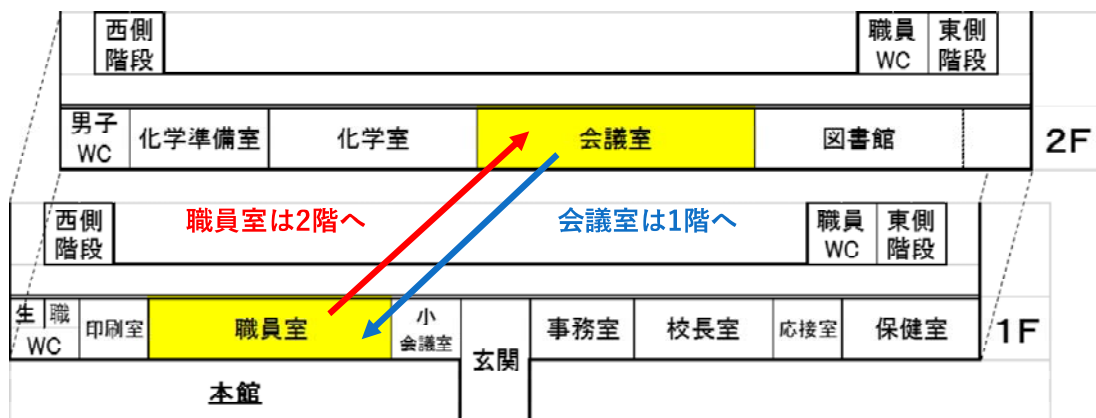 西側
階段
職員
WC
東側
階段
男子
WC
化学準備室
化学室
会議室
図書館
2F
職員室は2階へ
会議室は1階へ
西側
階段
職員
WC
東側
階段
生 職
WC
印刷室
職員室
小
会議室
玄関
事務室
校長室
応接室
保健室
1F
本館